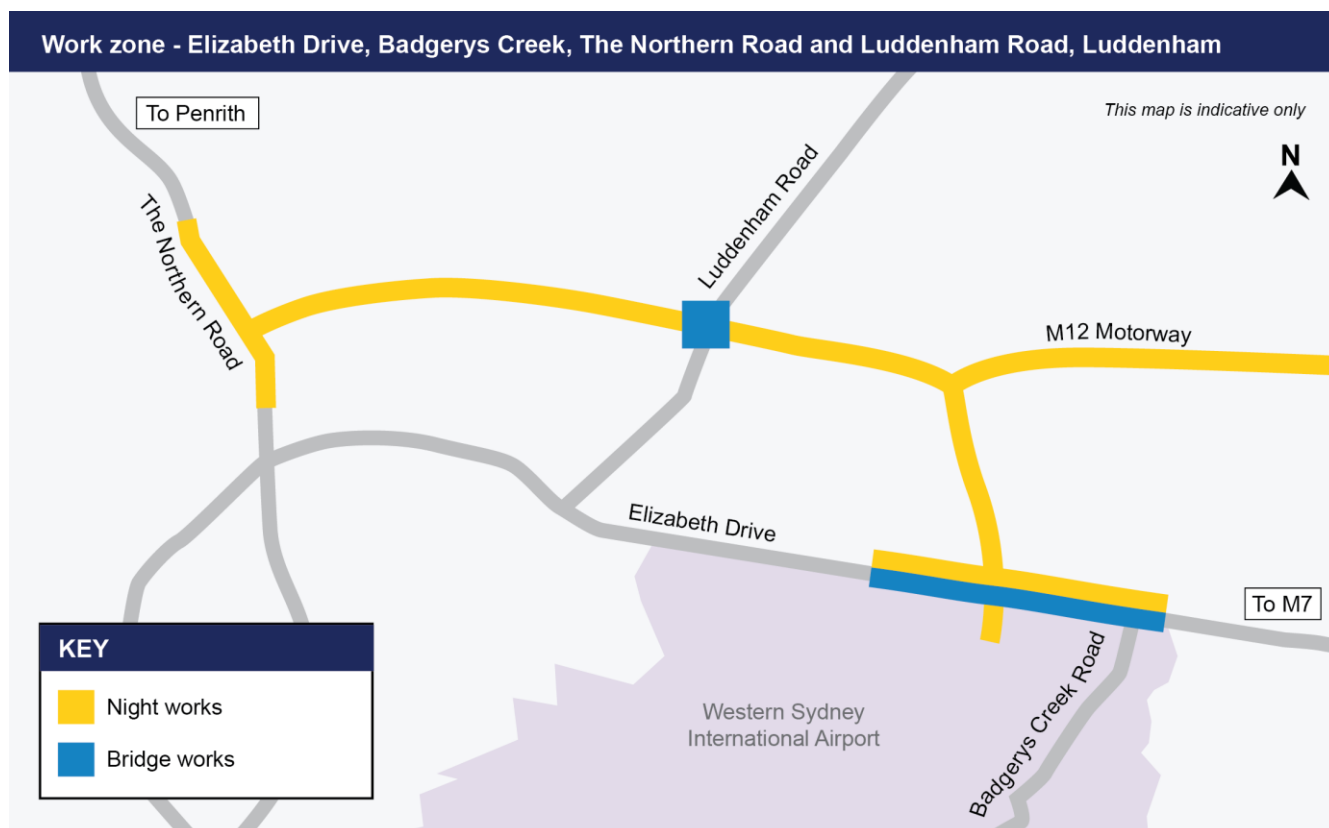 Work zone - Elizabeth Drive, Badgerys Creek, The Northern Road and Luddenham Road, Luddenham
To Penrith
This map is indicative only
N
The Northern Road
Luddenham Road
M12 Motorway
Elizabeth Drive
To M7
Badgerys Creek Road
Western Sydney
International Airport
KEY
Night works
Bridge works